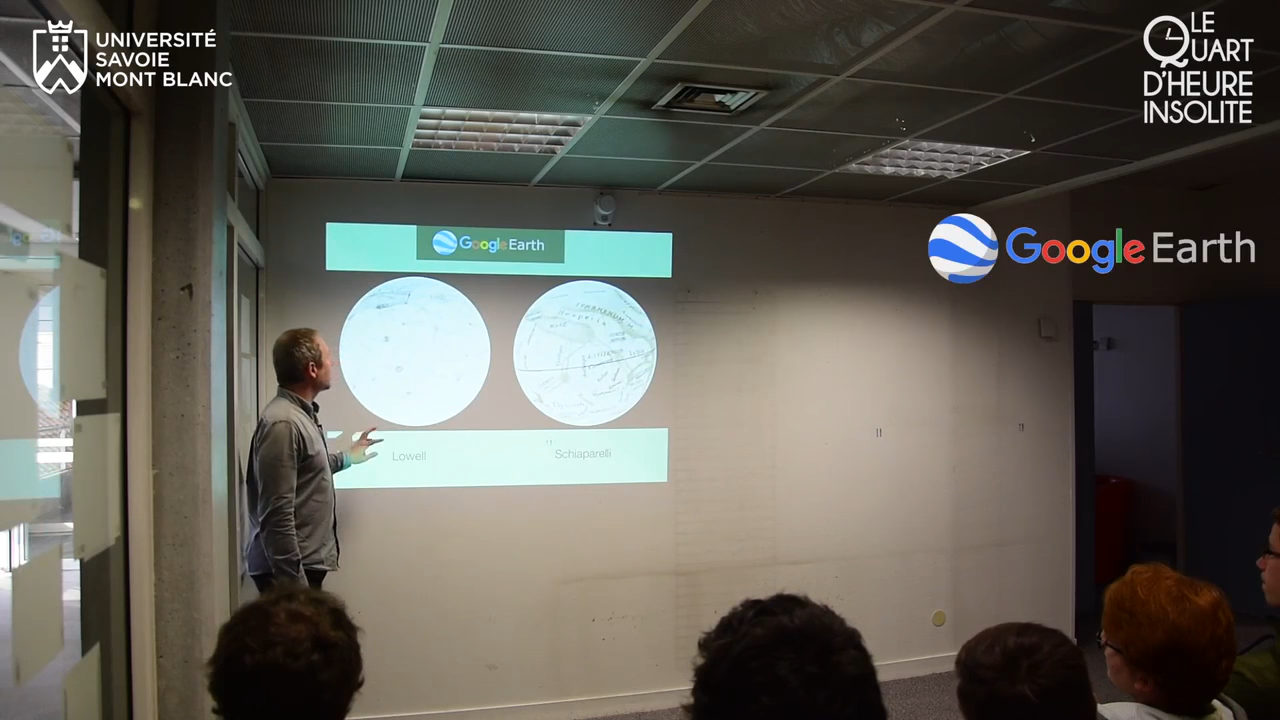 UNIVERSITÉ
SAVOIE
MONT BLANC
LE
QUART
D'HEURE
INSOLITE
Google Earth
Google Earth
Lowell
Schiaparelli